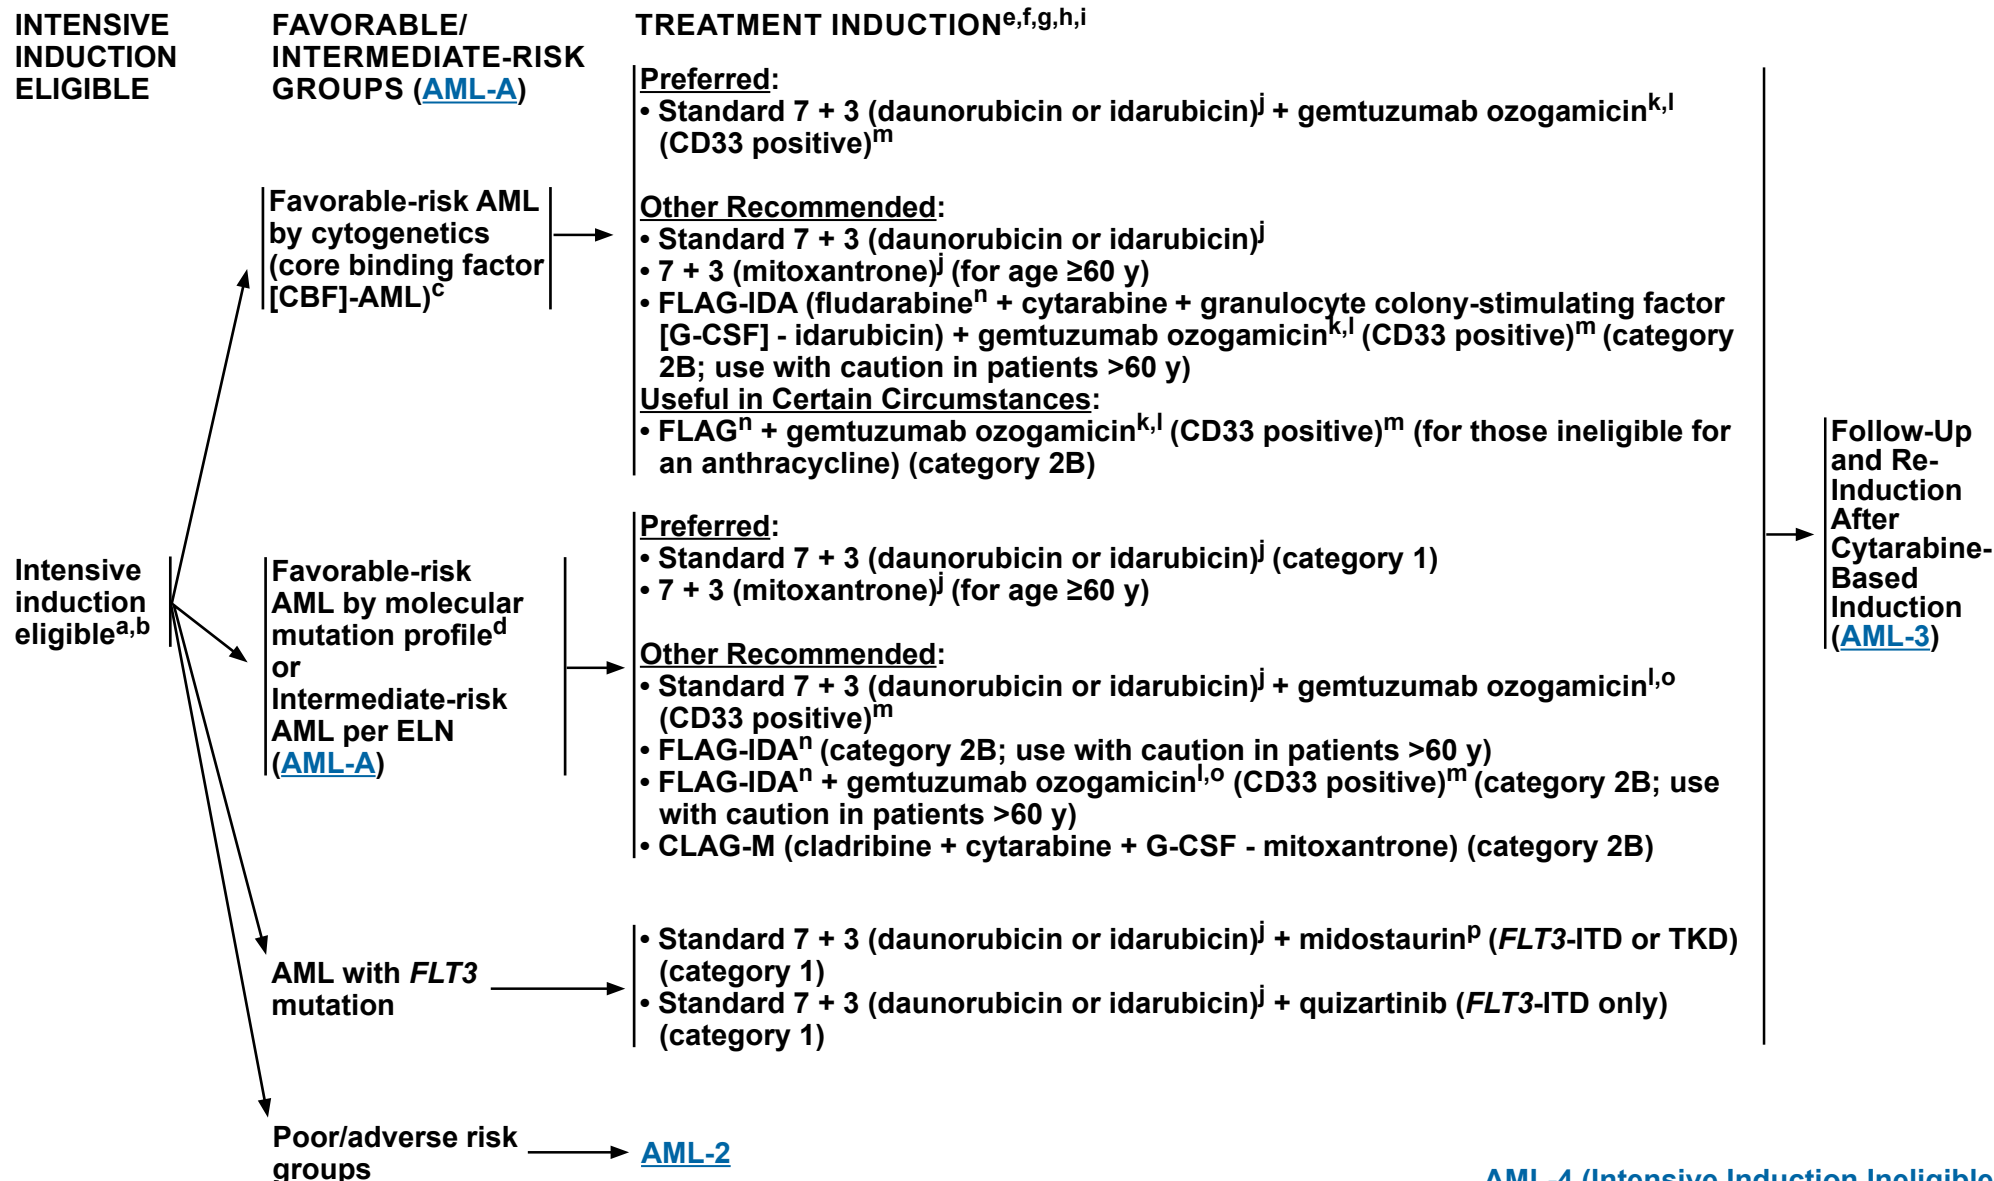 INTENSIVE
INDUCTION
ELIGIBLE
FAVORABLE/
INTERMEDIATE-RISK
GROUPS (AML-A)
TREATMENT INDUCTIONe,f,g,h,i
Intensive
induction
eligiblea,b
Favorable-risk AML
by cytogenetics
(core binding factor
[CBF]-AML)c
Preferred:
• Standard 7 + 3 (daunorubicin or idarubicin)j + gemtuzumab ozogamicink,l
(CD33 positive)m
Other Recommended:
• Standard 7 + 3 (daunorubicin or idarubicin)j
• 7 + 3 (mitoxantrone)j (for age ≥60 y)
• FLAG-IDA (fludarabinen + cytarabine + granulocyte colony-stimulating factor
[G-CSF] - idarubicin) + gemtuzumab ozogamicink,l (CD33 positive)m (category
2B; use with caution in patients >60 y)
Useful in Certain Circumstances:
• FLAGn + gemtuzumab ozogamicink,l (CD33 positive)m (for those ineligible for
an anthracycline) (category 2B)
Favorable-risk
AML by molecular
mutation profiled
or
Intermediate-risk
AML per ELN
(AML-A)
Preferred:
• Standard 7 + 3 (daunorubicin or idarubicin)j (category 1)
• 7 + 3 (mitoxantrone)j (for age ≥60 y)
Other Recommended:
• Standard 7 + 3 (daunorubicin or idarubicin)j + gemtuzumab ozogamicinl,o
(CD33 positive)m
• FLAG-IDAn (category 2B; use with caution in patients >60 y)
• FLAG-IDAn + gemtuzumab ozogamicinl,o (CD33 positive)m (category 2B; use
with caution in patients >60 y)
• CLAG-M (cladribine + cytarabine + G-CSF - mitoxantrone) (category 2B)
AML with FLT3
mutation
• Standard 7 + 3 (daunorubicin or idarubicin)j + midostaurinp (FLT3-ITD or TKD)
(category 1)
• Standard 7 + 3 (daunorubicin or idarubicin)j + quizartinib (FLT3-ITD only)
(category 1)
Follow-Up
and Re-
Induction
After
Cytarabine-
Based
Induction
(AML-3)
Poor/adverse risk
groups
AML-2
AML-4 (Intensive Induction Ineligible